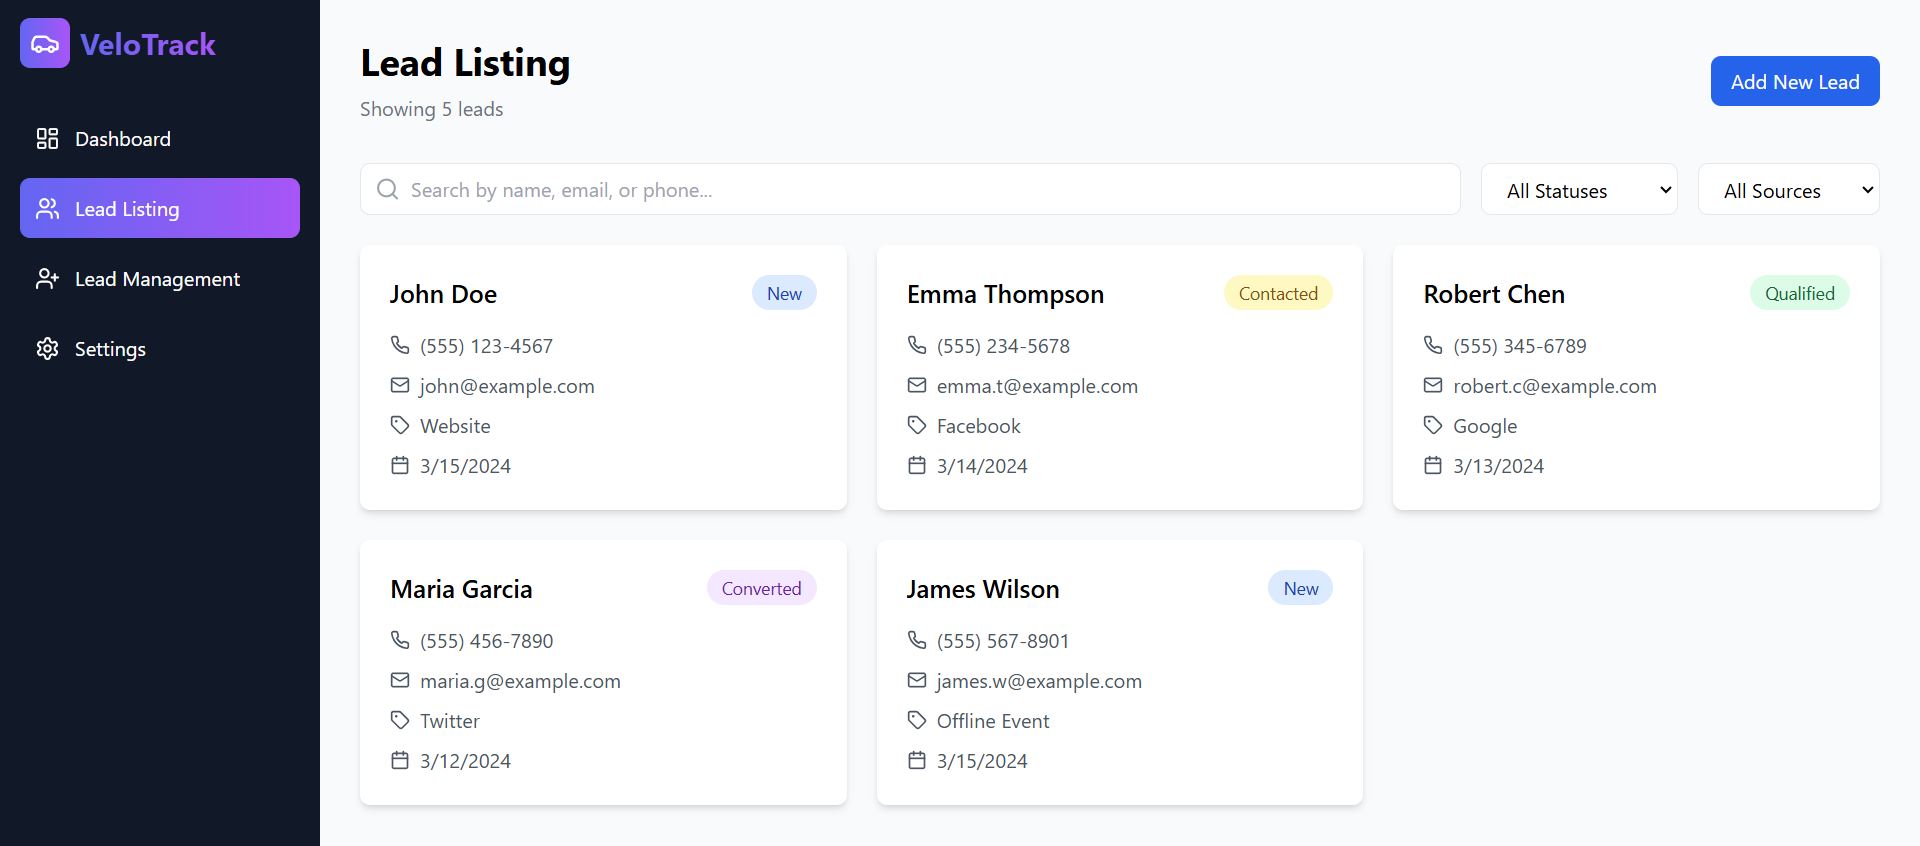 VeloTrack
Dashboard
Lead Listing
Lead Management
Settings
Lead Listing
Showing 5 leads
Add New Lead
Search by name, email, or phone...
All Statuses
All Sources
John Doe
New
(555) 123-4567
john@example.com
Website
3/15/2024
Emma Thompson
Contacted
(555) 234-5678
emma.t@example.com
Facebook
3/14/2024
Robert Chen
Qualified
(555) 345-6789
robert.c@example.com
Google
3/13/2024
Maria Garcia
Converted
(555) 456-7890
maria.g@example.com
Twitter
3/12/2024
James Wilson
New
(555) 567-8901
james.w@example.com
Offline Event
3/15/2024